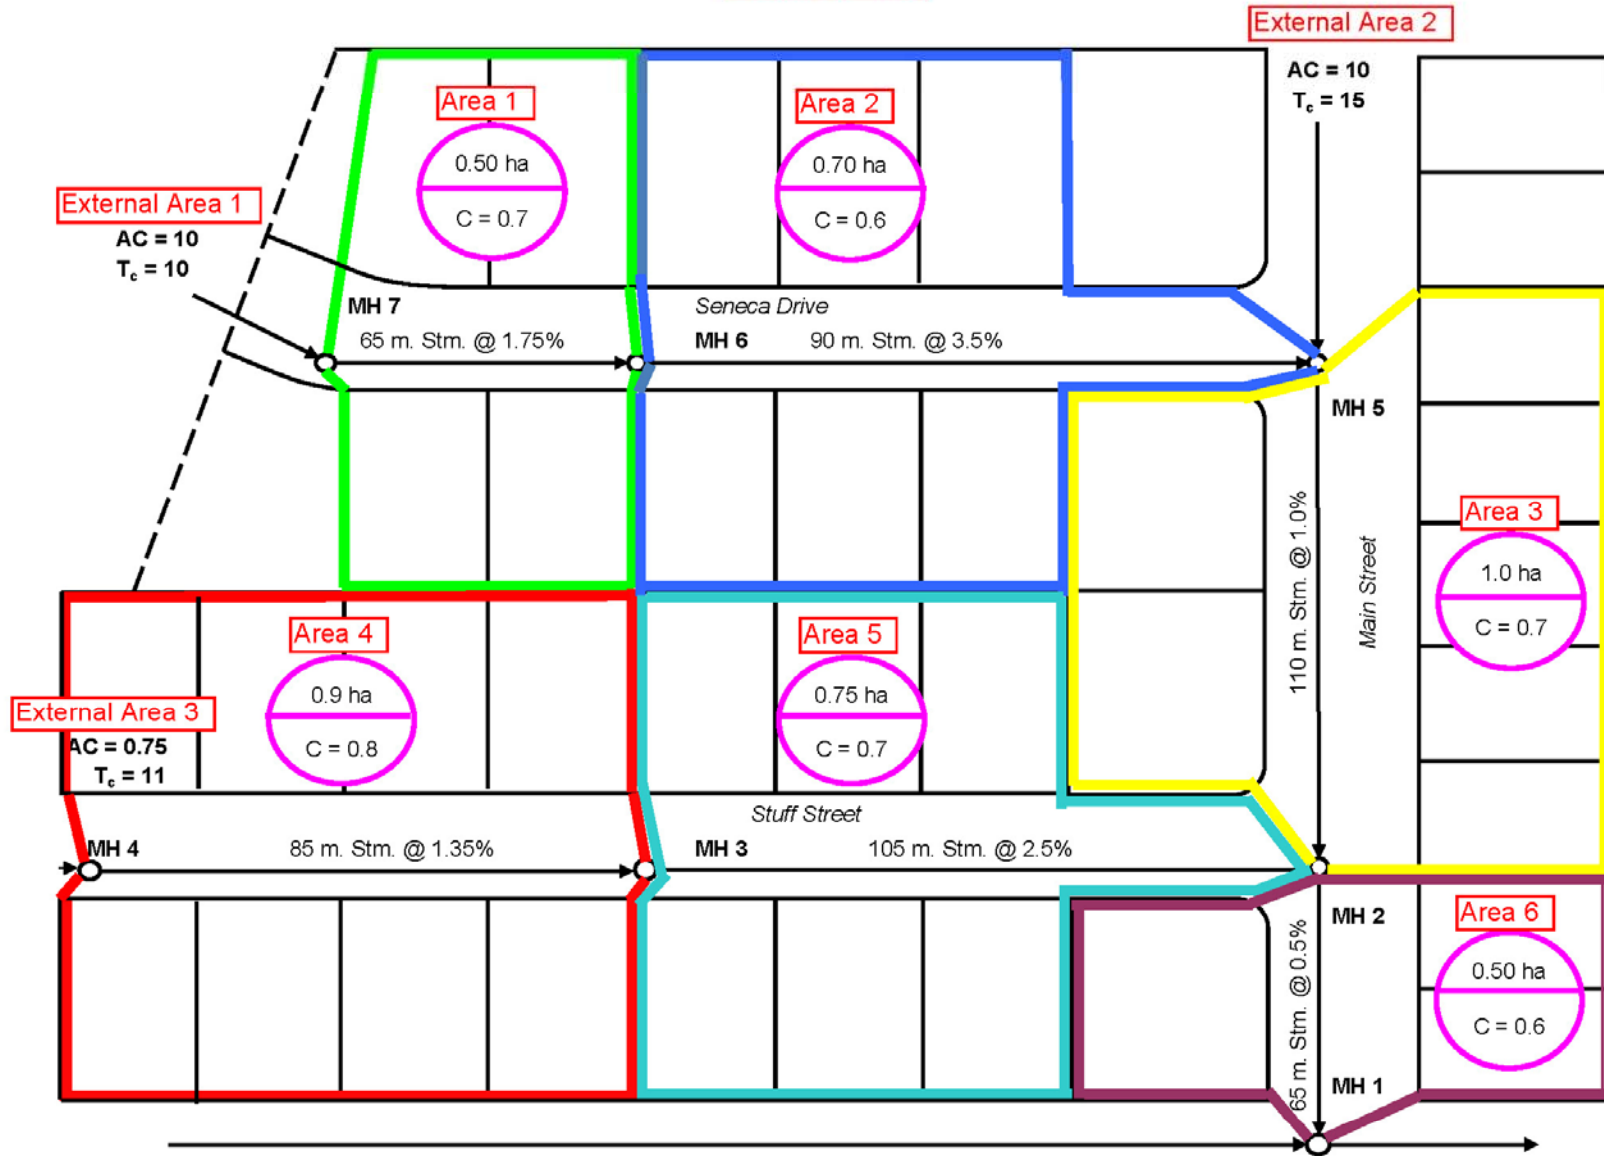 External Area 2
AC = 10
Tc = 15
Area 1
0.50 ha
C = 0.7
Area 2
0.70 ha
C = 0.6
External Area 1
AC = 10
Tc = 10
MH 7
65 m. Stm. @ 1.75%
Seneca Drive
MH 6
90 m. Stm. @ 3.5%
MH 5
110 m. Stm. @ 1.0%
Main Street
Area 3
1.0 ha
C = 0.7
Area 4
0.9 ha
C = 0.8
Area 5
0.75 ha
C = 0.7
External Area 3
AC = 0.75
Tc = 11
Stuff Street
MH 4
85 m. Stm. @ 1.35%
MH 3
105 m. Stm. @ 2.5%
MH 2
65 m. Stm. @ 0.5%
Area 6
0.50 ha
C = 0.6
MH 1